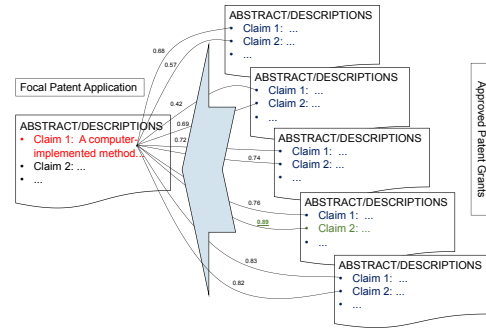 ABSTRACT/DESCRIPTIONS
• Claim 1: ...
• Claim 2: ...
• ...
0.68
0.57
Focal Patent Application
ABSTRACT/DESCRIPTIONS
• Claim 1: A computer-
implemented method...
• Claim 2: ...
• ...
ABSTRACT/DESCRIPTIONS
• Claim 1: ...
• Claim 2: ...
• ...
0.42
0.69
0.72
0.74
ABSTRACT/DESCRIPTIONS
• Claim 1: ...
• Claim 2: ...
• ...
Approved Patent Grants
0.76
0.89
ABSTRACT/DESCRIPTIONS
• Claim 1: ...
• Claim 2: ...
• ...
0.83
0.82
ABSTRACT/DESCRIPTIONS
• Claim 1: ...
• Claim 2: ...
• ...